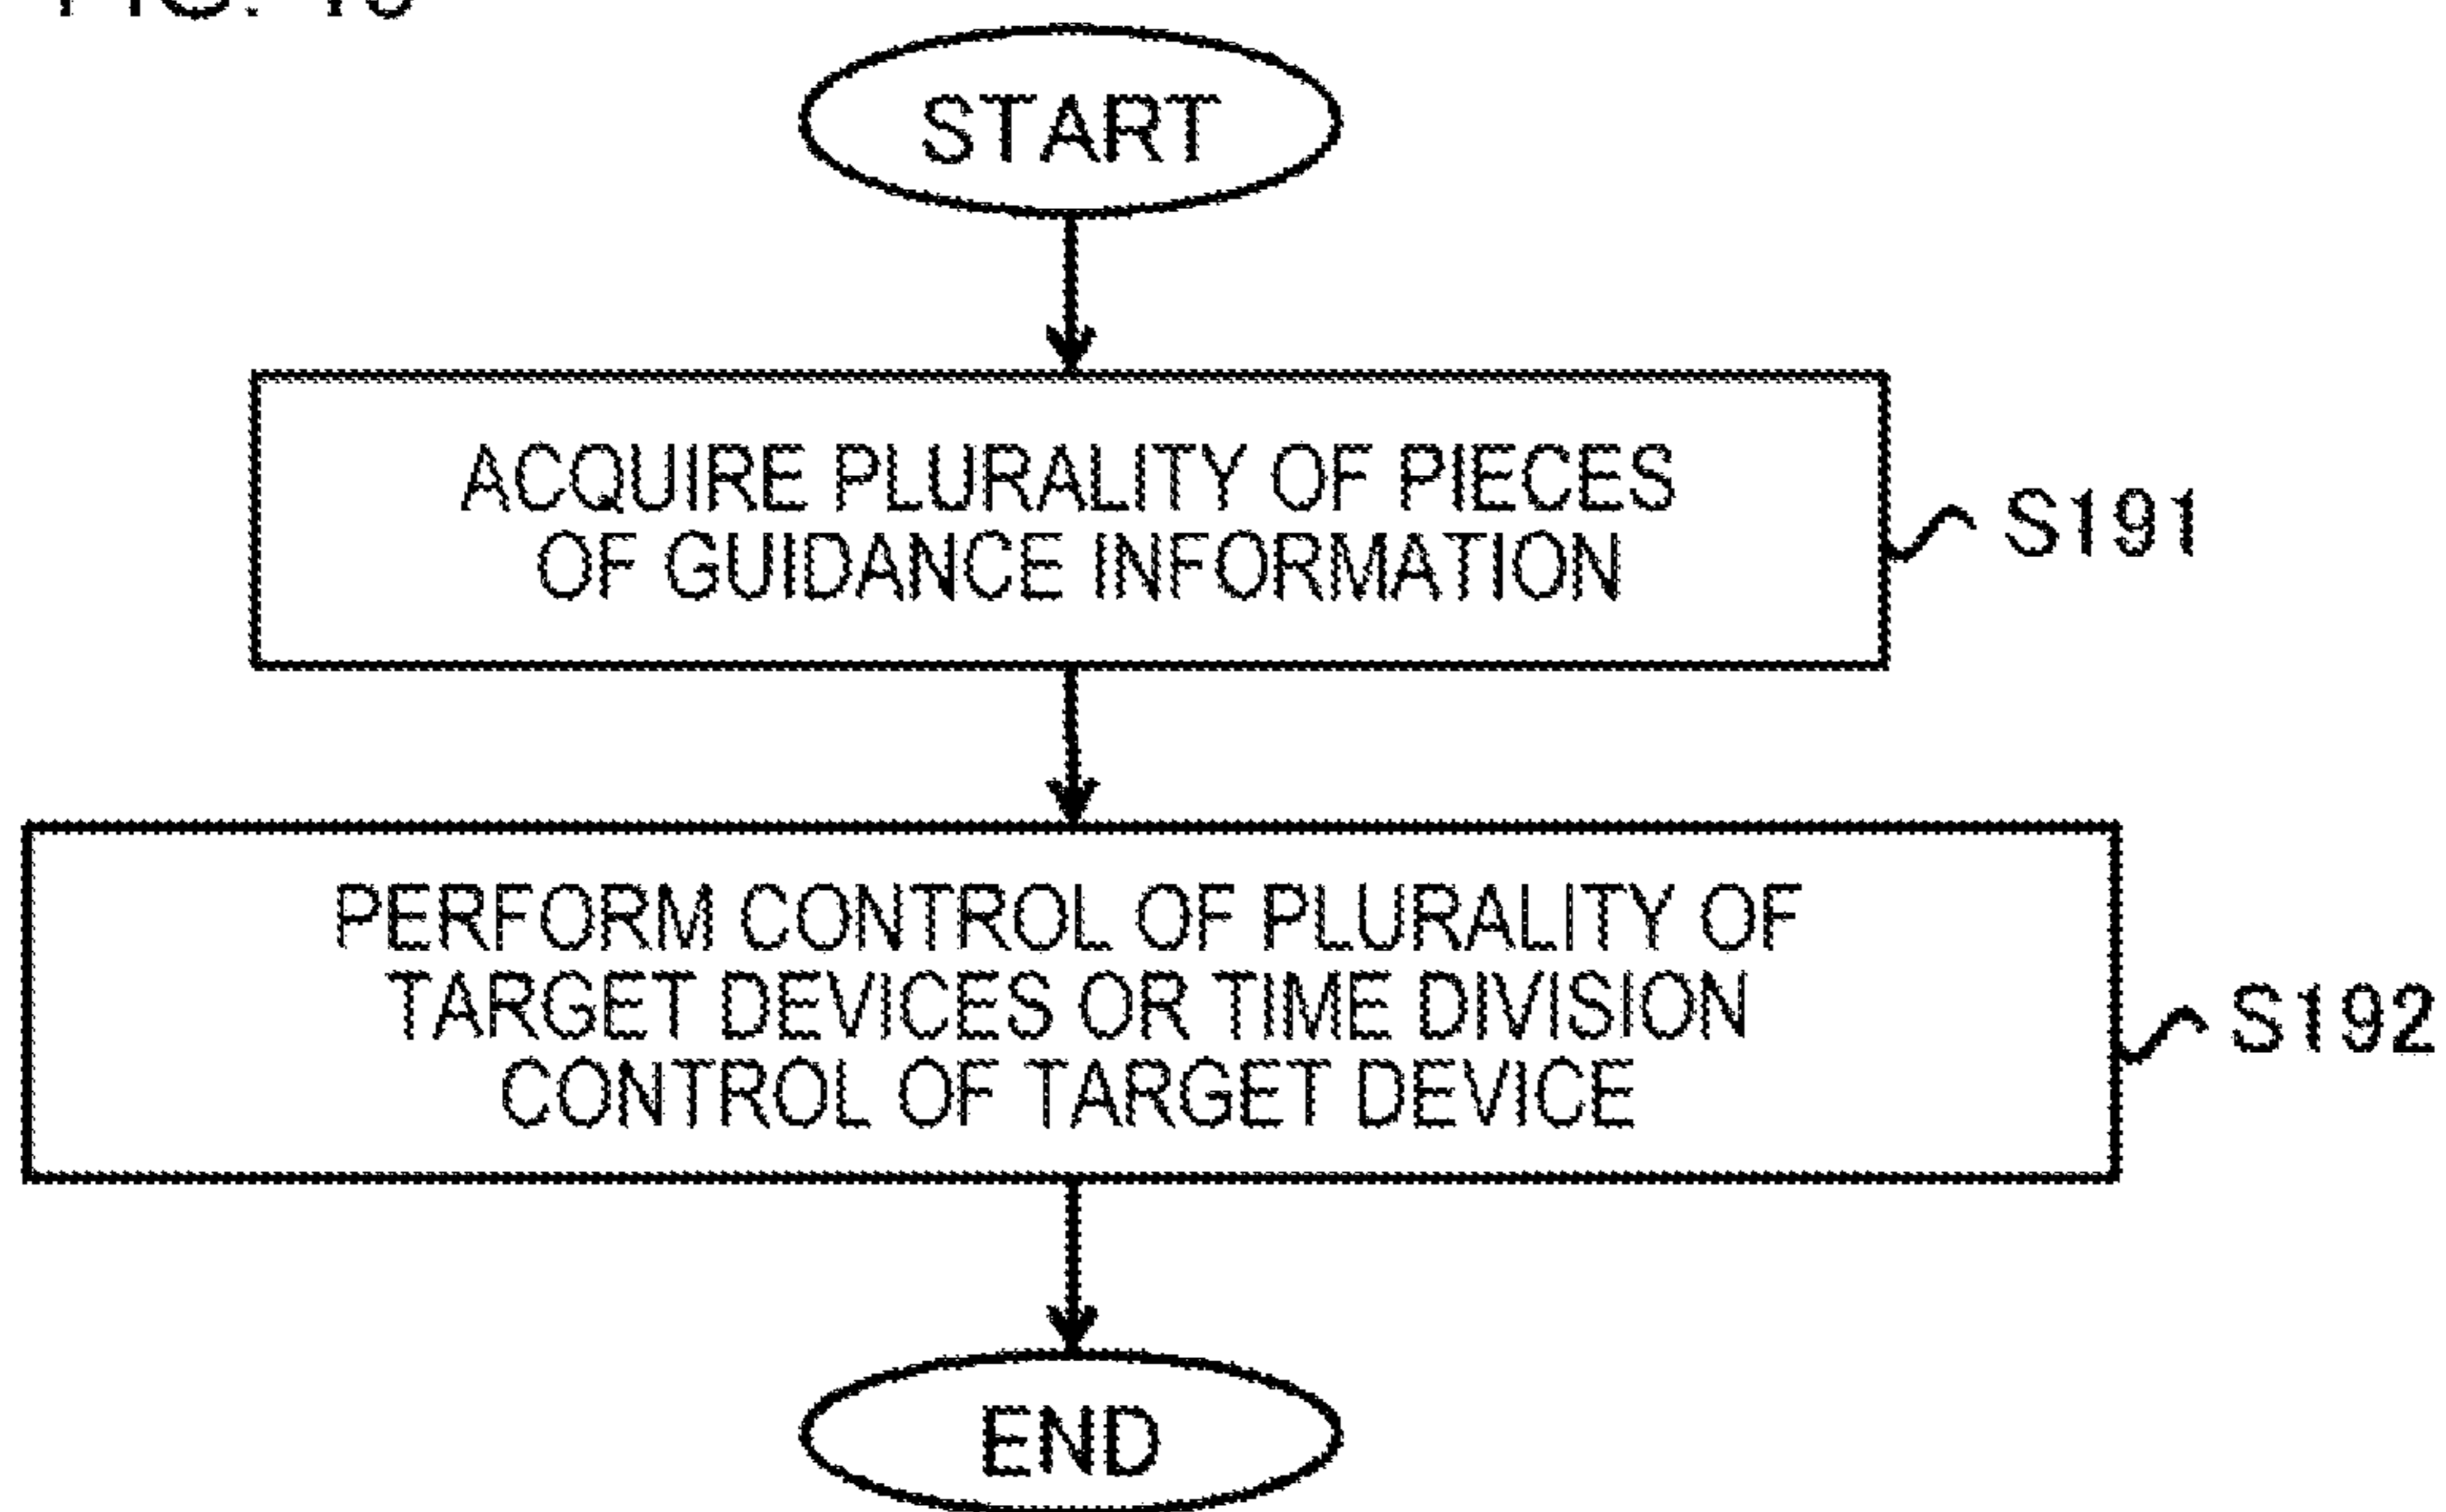 START
ACQUIRE PLURALITY OF PIECES
OF GUIDANCE INFORMATION
S191
PERFORM CONTROL OF PLURALITY OF
TARGET DEVICES OR TIME DIVISION
CONTROL OF TARGET DEVICE
S192
END